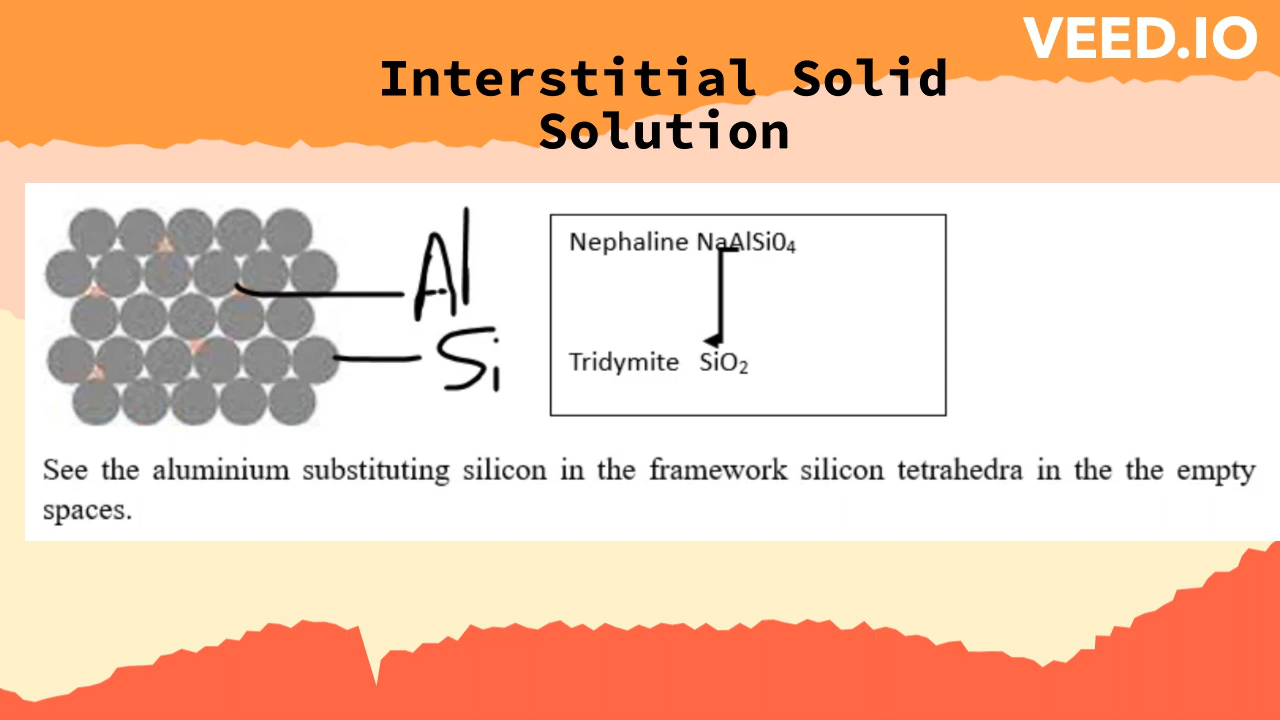 VEED.IO
Interstitial Solid
Solution
Al
Si
Nephaline NaAlSi0₄
Tridymite SiO₂
See the aluminium substituting silicon in the framework silicon tetrahedra in the the empty
spaces.